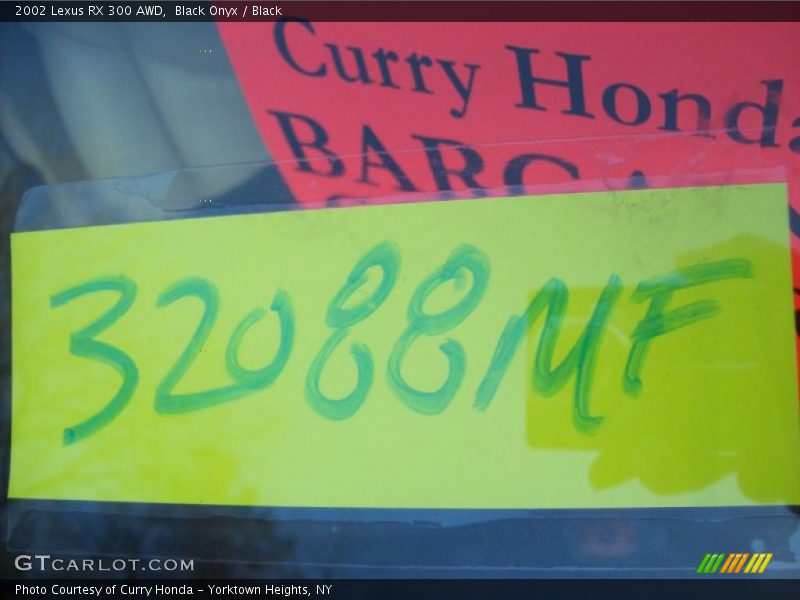 2002 Lexus RX 300 AWD, Black Onyx / Black
Curry Honda
32088MF
GTCARLOT.COM
Photo Courtesy of Curry Honda - Yorktown Heights, NY